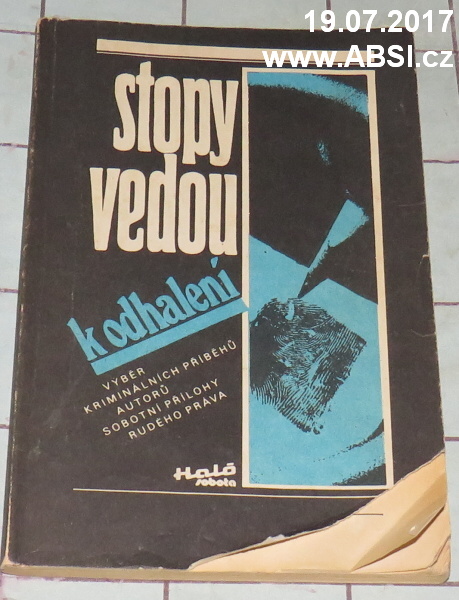 19.07.2017
www.ABSI.cz
stopy
vedou
k odhalení
VÝBĚR
KRIMINÁLNÍCH PŘÍBĚHŮ
AUTORŮ
SOBOTNÍ PŘÍLOHY
RUDÉHO PRÁVA
Haló
sobota